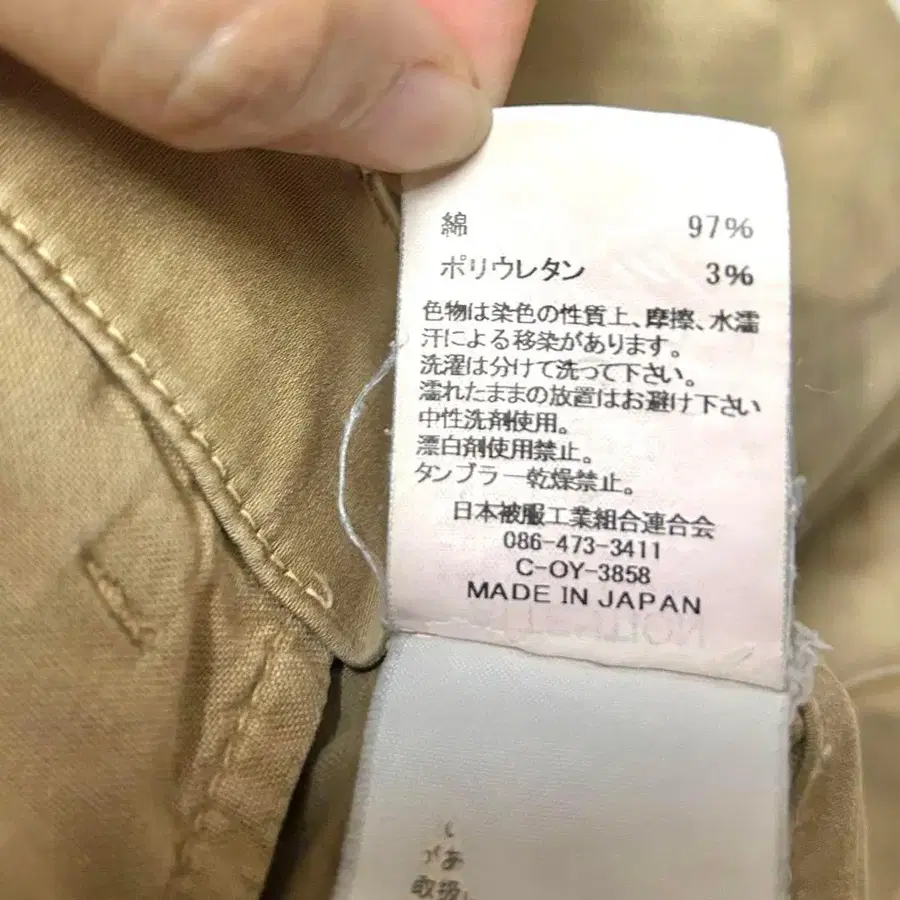 綿 97%
ポリウレタン 3%
色物は染色の性質上、摩擦、水濡
汗による移染があります。
洗濯は分けて洗って下さい。
濡れたままの放置はお避け下さい
中性洗剤使用。
漂白剤使用禁止。
タンブラー乾燥禁止。
日本被服工業組合連合会
086-473-3411
C-OY-3858
MADE IN JAPAN
があ
取扱い